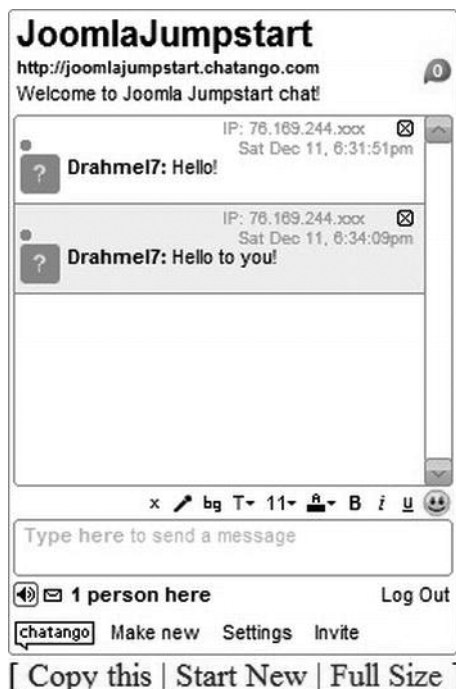 JoomlaJumpstart
http://joomlajumpstart.chatango.com
0
Welcome to Joomla Jumpstart chat!
IP: 76.169.244.xxx
Sat Dec 11, 6:31:51pm
? Drahmel7: Hello!
IP: 76.169.244.xxx
Sat Dec 11, 6:34:09pm
? Drahmel7: Hello to you!
x bg T 11 A B i u
Type here to send a message
1 person here Log Out
chatango Make new Settings Invite
[ Copy this | Start New | Full Size ]